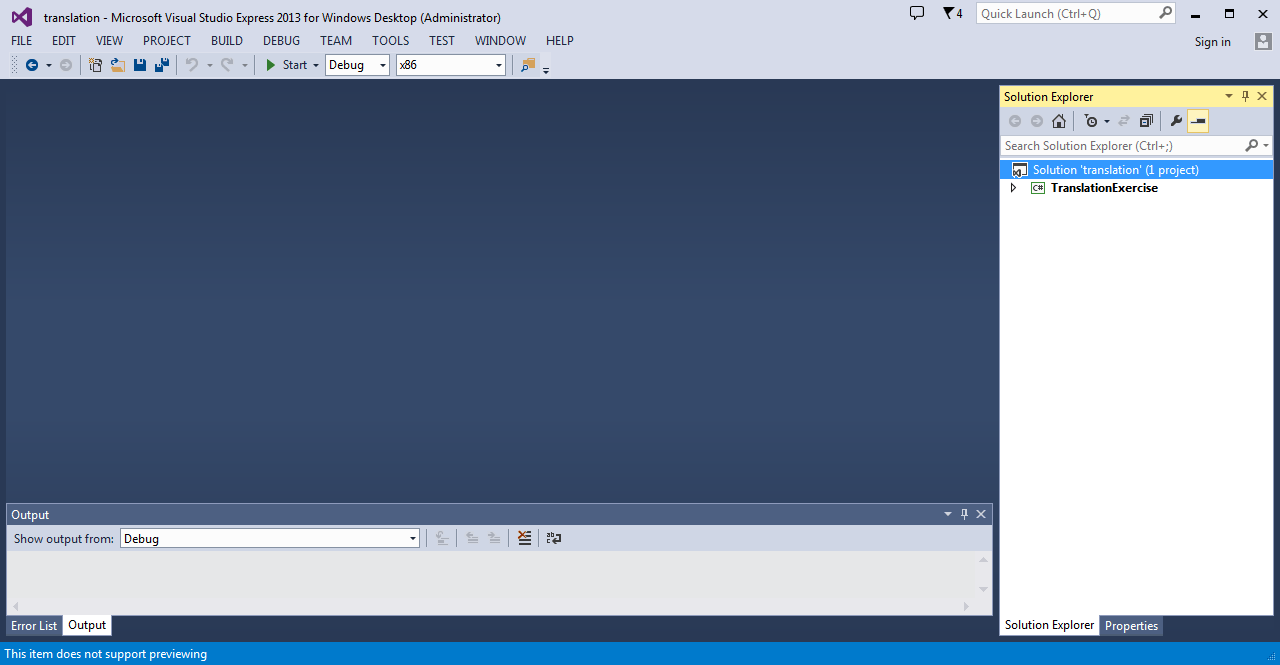 translation - Microsoft Visual Studio Express 2013 for Windows Desktop (Administrator)
4
Quick Launch (Ctrl+Q)
FILE EDIT VIEW PROJECT BUILD DEBUG TEAM TOOLS TEST WINDOW HELP
Sign in
Start Debug x86
Solution Explorer
Search Solution Explorer (Ctrl+;)
Solution 'translation' (1 project)
C# TranslationExercise
Output
Show output from: Debug
Error List Output
Solution Explorer Properties
This item does not support previewing